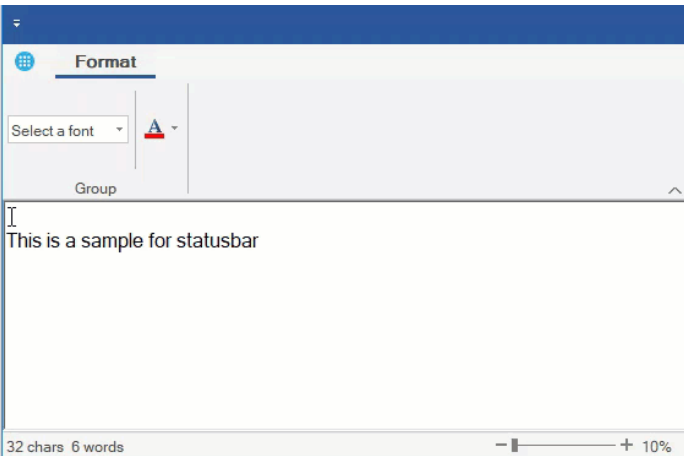 Format
Select a font
A
Group
This is a sample for statusbar
32 chars 6 words
10%